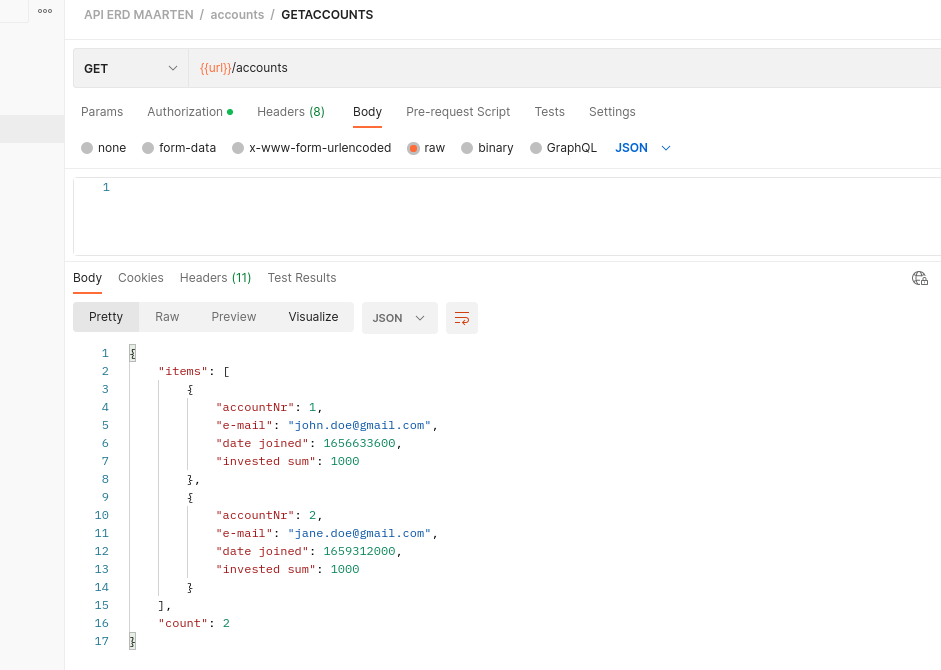 API ERD MAARTEN / accounts / GETACCOUNTS
GET {{url}}/accounts
Params Authorization Headers (8) Body Pre-request Script Tests Settings
none form-data x-www-form-urlencoded raw binary GraphQL JSON
1
Body Cookies Headers (11) Test Results
Pretty Raw Preview Visualize JSON
1 {
2 "items": [
3 {
4 "accountNr": 1,
5 "e-mail": "john.doe@gmail.com",
6 "date joined": 1656633600,
7 "invested sum": 1000
8 },
9 {
10 "accountNr": 2,
11 "e-mail": "jane.doe@gmail.com",
12 "date joined": 1659312000,
13 "invested sum": 1000
14 }
15 ],
16 "count": 2
17 }